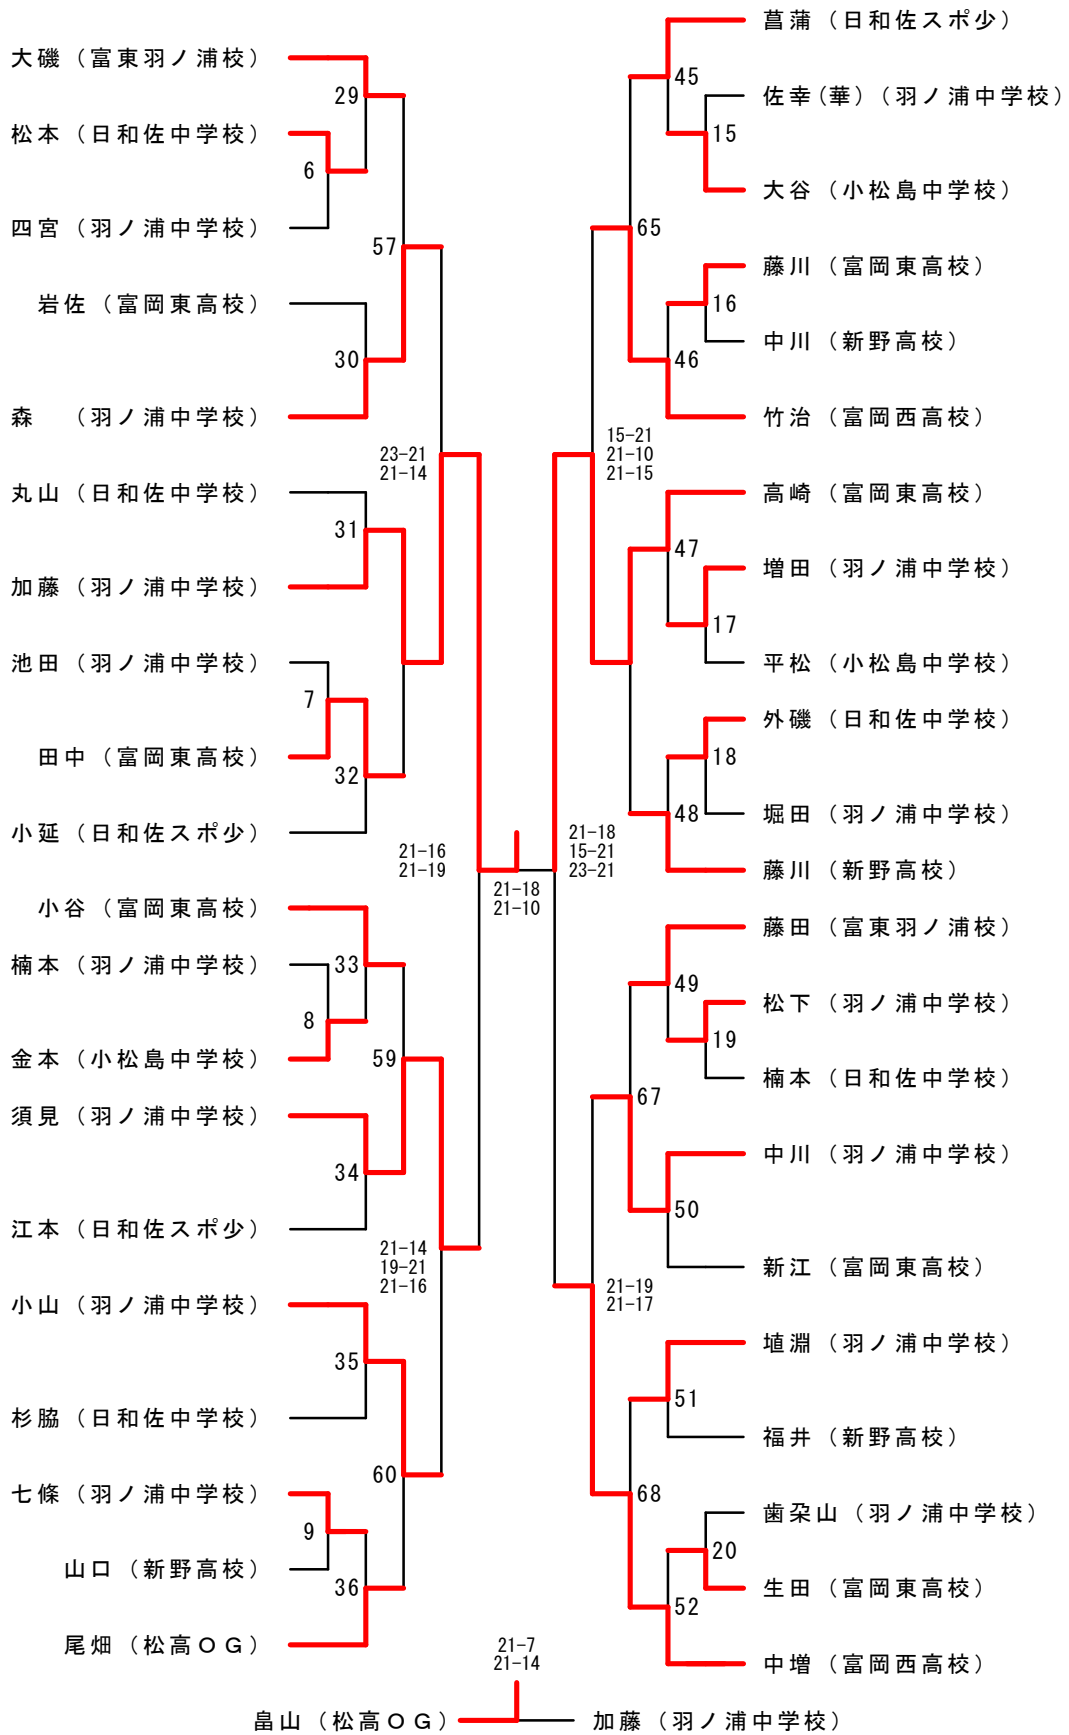 大磯（富東羽ノ浦校）
29
松本（日和佐中学校）
6
四宮（羽ノ浦中学校）
57
岩佐（富岡東高校）
30
森　（羽ノ浦中学校）
23-21
21-14
丸山（日和佐中学校）
31
加藤（羽ノ浦中学校）
池田（羽ノ浦中学校）
7
田中（富岡東高校）
32
小延（日和佐スポ少）
21-16
21-19
小谷（富岡東高校）
楠本（羽ノ浦中学校）
33
8
金本（小松島中学校）
59
須見（羽ノ浦中学校）
34
江本（日和佐スポ少）
21-14
19-21
21-16
小山（羽ノ浦中学校）
35
杉脇（日和佐中学校）
60
七條（羽ノ浦中学校）
9
山口（新野高校）
36
尾畑（松高ＯＧ）
21-18
21-10
菖蒲（日和佐スポ少）
45
佐幸(華)（羽ノ浦中学校）
15
大谷（小松島中学校）
65
藤川（富岡東高校）
16
中川（新野高校）
46
竹治（富岡西高校）
15-21
21-10
21-15
高崎（富岡東高校）
47
増田（羽ノ浦中学校）
17
平松（小松島中学校）
外磯（日和佐中学校）
18
堀田（羽ノ浦中学校）
48
藤川（新野高校）
21-18
15-21
23-21
藤田（富東羽ノ浦校）
49
松下（羽ノ浦中学校）
19
楠本（日和佐中学校）
67
中川（羽ノ浦中学校）
50
新江（富岡東高校）
21-19
21-17
埴淵（羽ノ浦中学校）
51
福井（新野高校）
68
歯朶山（羽ノ浦中学校）
20
生田（富岡東高校）
52
中増（富岡西高校）
21-7
21-14
畠山（松高ＯＧ）
加藤（羽ノ浦中学校）